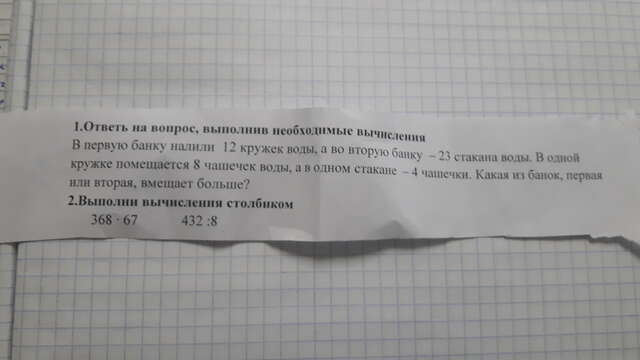 1.Ответь на вопрос, выполнив необходимые вычисления
В первую банку налили 12 кружек воды, а во вторую банку – 23 стакана воды. В одной
кружке помещается 8 чашечек воды, а в одном стакане – 4 чашечки. Какая из банок, первая
или вторая, вмещает больше?
2.Выполни вычисления столбиком
368 · 67 432 :8